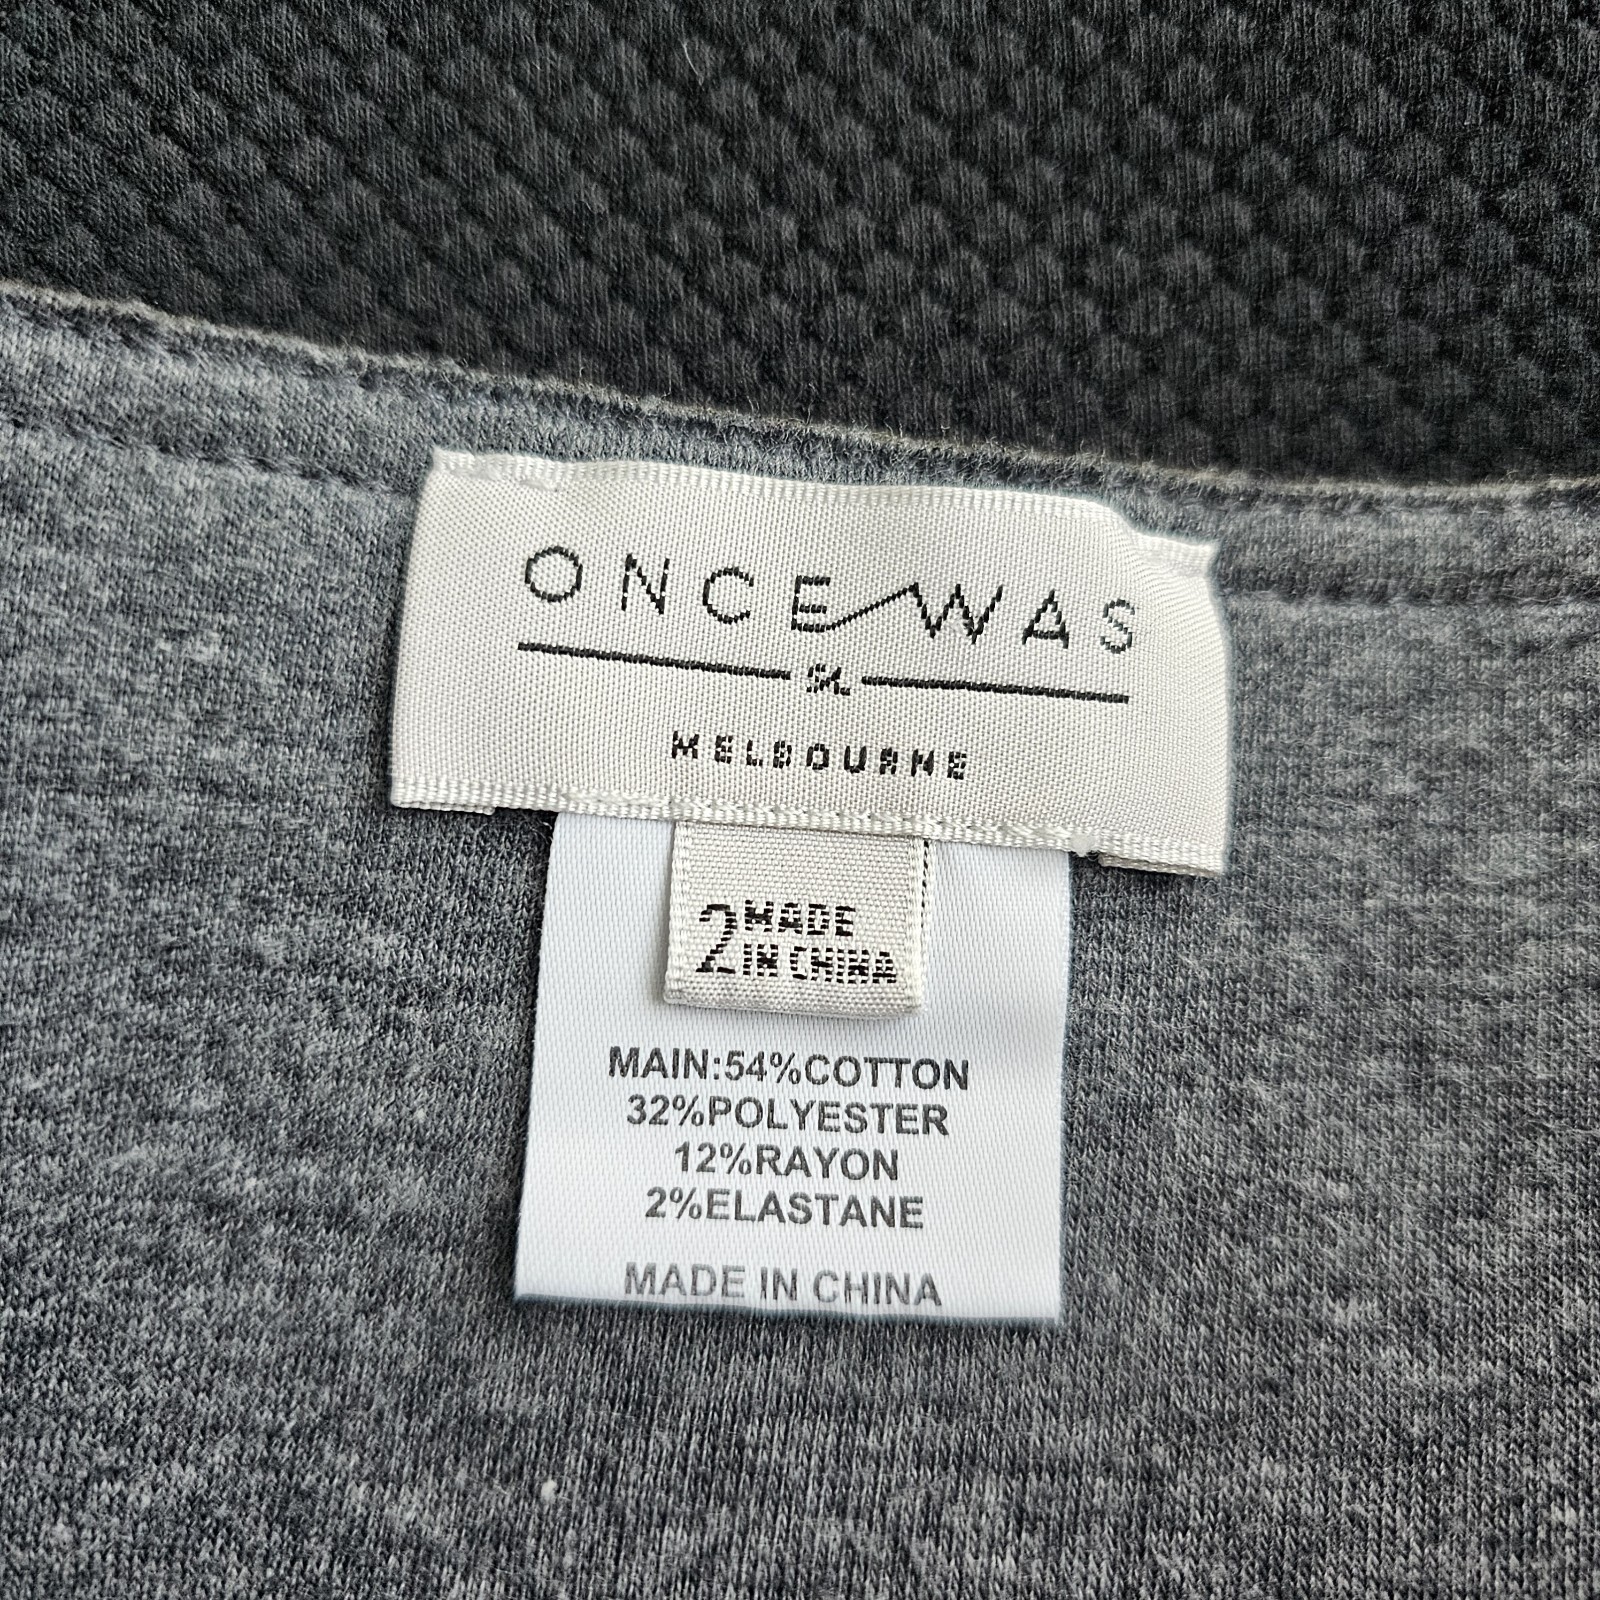 ONCE WAS
MELBOURNE
2 MADE
IN CHINA
MAIN:54%COTTON
32%POLYESTER
12%RAYON
2%ELASTANE
MADE IN CHINA